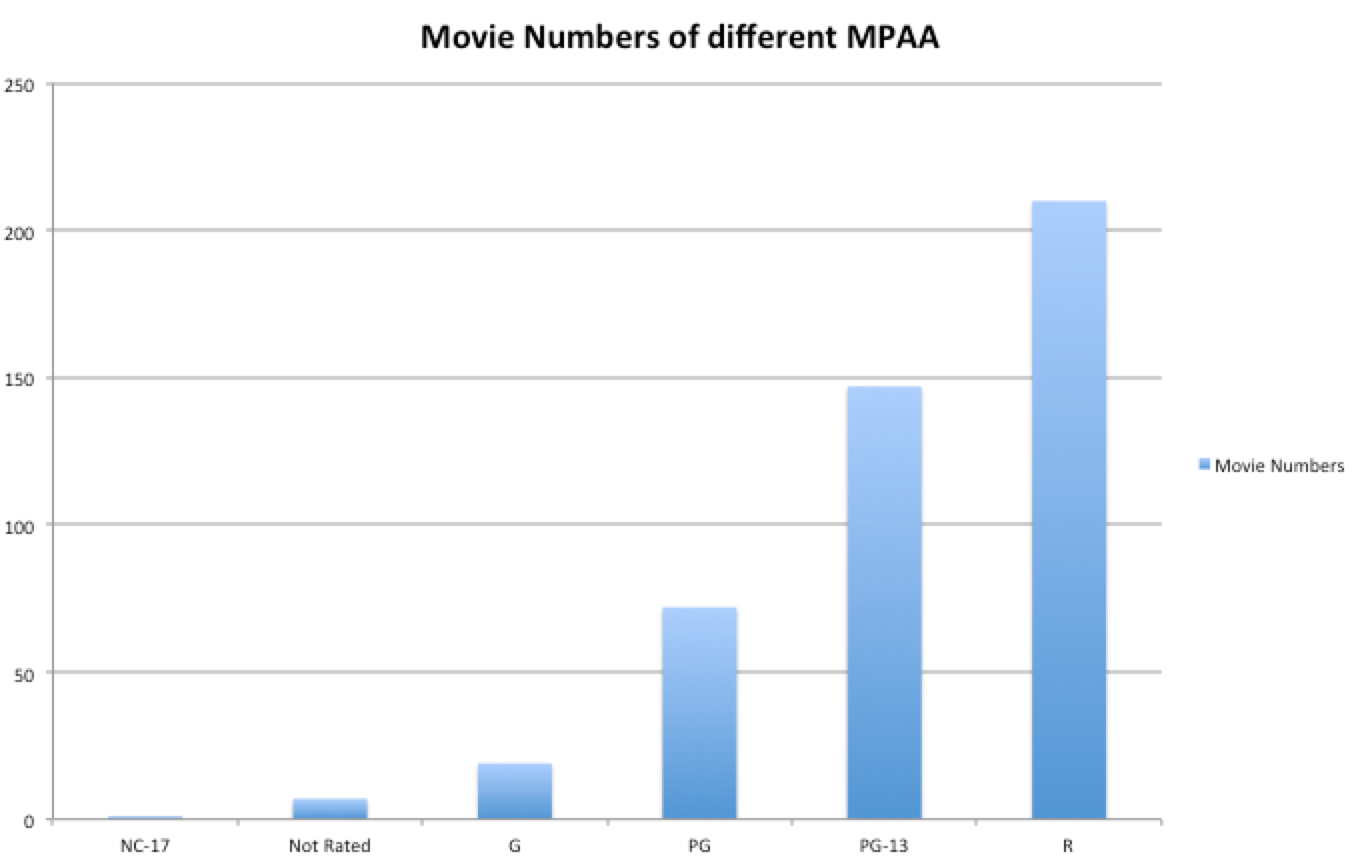 Movie Numbers of different MPAA
250
200
150
100
50
0
Movie Numbers
NC-17 Not Rated G PG PG-13 R